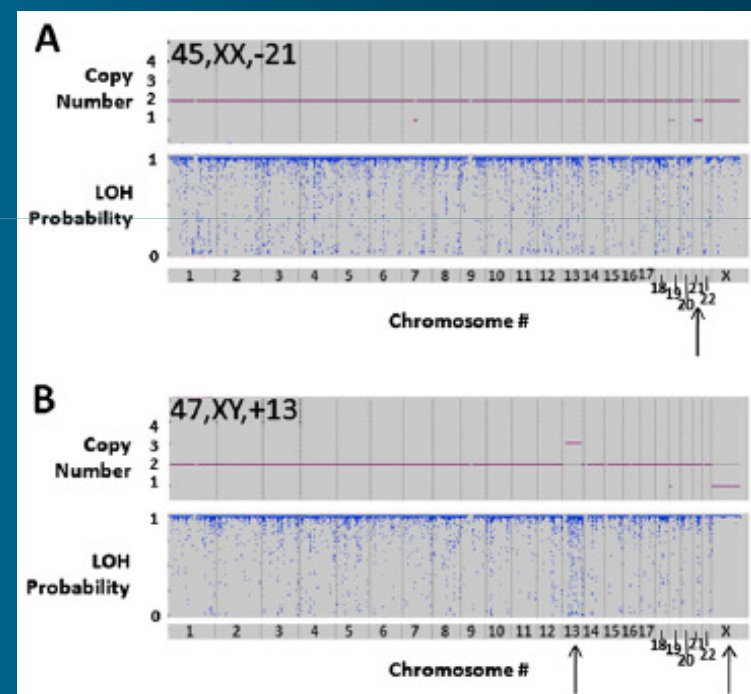 A
45,XX,-21
Copy
Number
4
3
2
1
LOH
Probability
1
0
1 2 3 4 5 6 7 8 9 10 11 12 13 14 15 16 17 18 19 20 21 22 X
Chromosome #
B
47,XY,+13
Copy
Number
4
3
2
1
LOH
Probability
1
0
1 2 3 4 5 6 7 8 9 10 11 12 13 14 15 16 17 18 19 20 21 22 X
Chromosome #